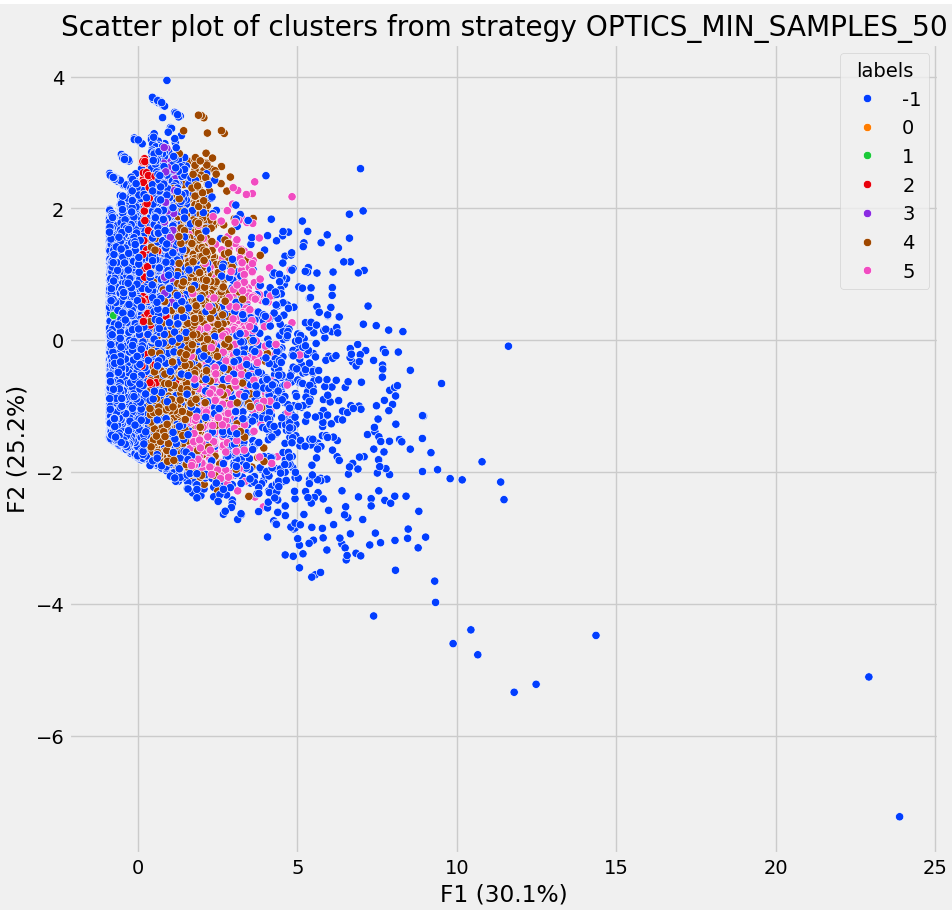 Scatter plot of clusters from strategy OPTICS_MIN_SAMPLES_50
labels
-1
0
1
2
3
4
5
4
2
0
−2
−4
−6
F2 (25.2%)
0 5 10 15 20 25
F1 (30.1%)